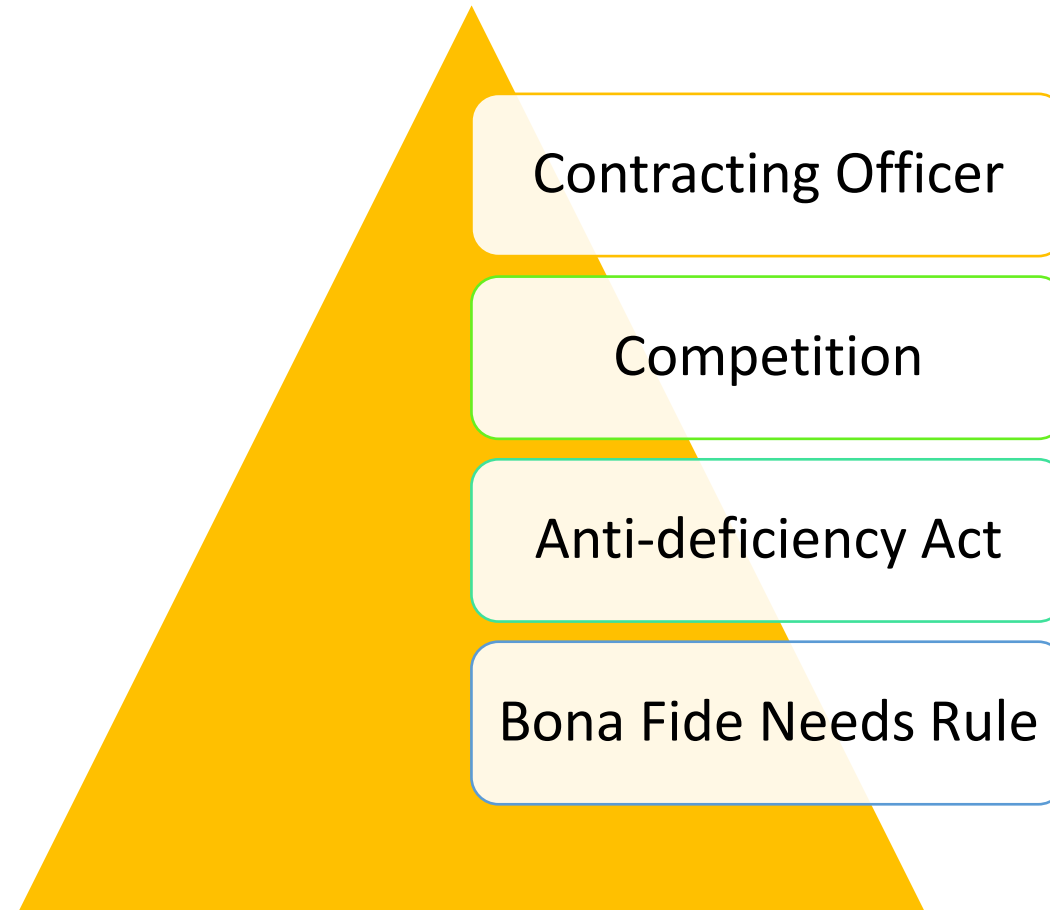 Contracting Officer
Competition
Anti-deficiency Act
Bona Fide Needs Rule